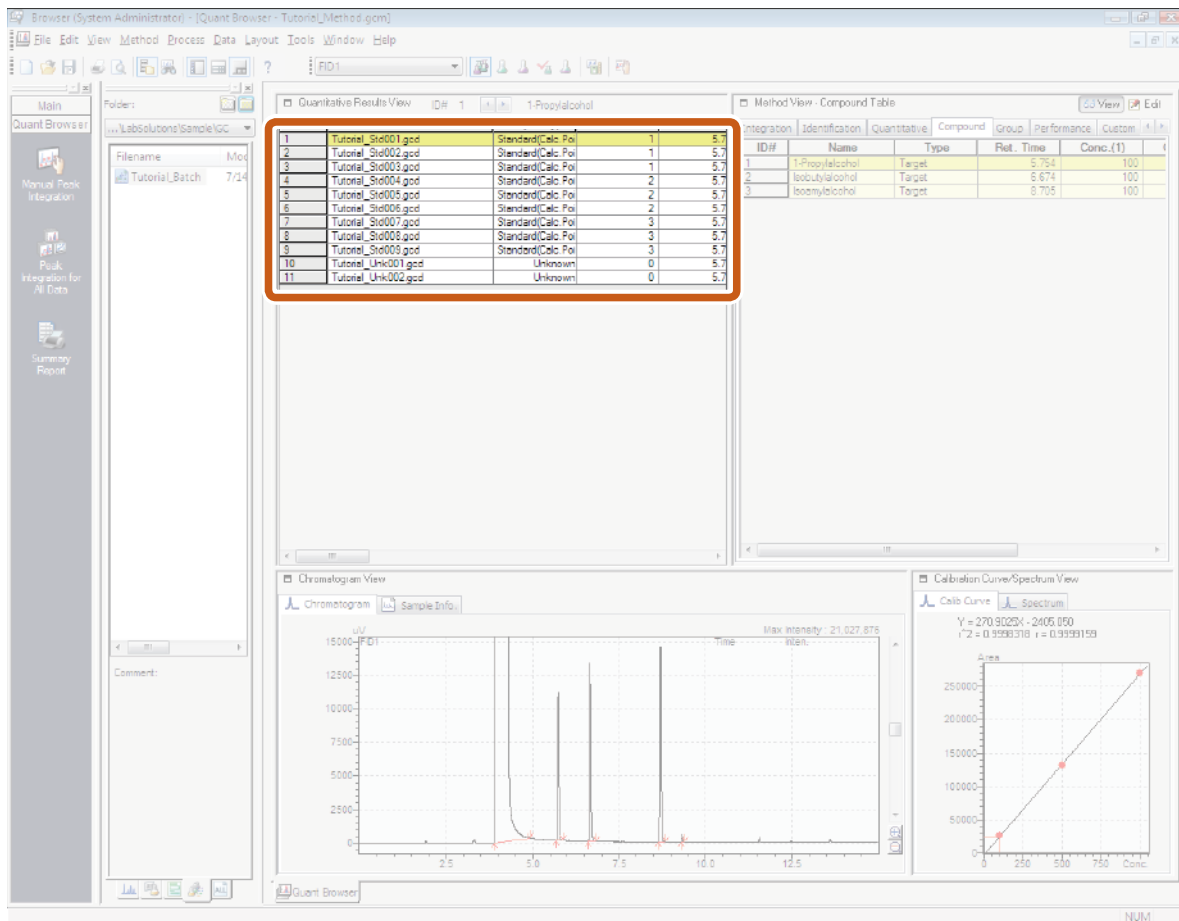 Browser (System Administrator) - [Quant Browser - Tutorial_Method.gcm]
File Edit View Method Process Data Layout Tools Window Help
FID1
Main
Quant Browser
Manual Peak
Integration
Peak
Integration for
All Data
Summary
Report
Folder:
...\LabSolutions\Sample\GC
Filename Mod
Tutorial_Batch 7/14
Comment:
Quantitative Results View ID# 1 1-Propylalcohol
1 Tutorial_Std001.gcd Standard(Calc.Poi 1 5.7
2 Tutorial_Std002.gcd Standard(Calc.Poi 1 5.7
3 Tutorial_Std003.gcd Standard(Calc.Poi 1 5.7
4 Tutorial_Std004.gcd Standard(Calc.Poi 2 5.7
5 Tutorial_Std005.gcd Standard(Calc.Poi 2 5.7
6 Tutorial_Std006.gcd Standard(Calc.Poi 2 5.7
7 Tutorial_Std007.gcd Standard(Calc.Poi 3 5.7
8 Tutorial_Std008.gcd Standard(Calc.Poi 3 5.7
9 Tutorial_Std009.gcd Standard(Calc.Poi 3 5.7
10 Tutorial_Unk001.gcd Unknown 0 5.7
11 Tutorial_Unk002.gcd Unknown 0 5.7
Method View - Compound Table View Edit
Integration Identification Quantitative Compound Group Performance Custom
ID# Name Type Ret. Time Conc.(1)
1 1-Propylalcohol Target 5.754 100
2 Isobutylalcohol Target 6.674 100
3 Isoamylalcohol Target 8.705 100
Chromatogram View
Chromatogram Sample Info.
uV Max Intensity : 21,027,876
FID1 Time Inten.
15000
12500
10000
7500
5000
2500
0
2.5 5.0 7.5 10.0 12.5
Calibration Curve/Spectrum View
Calib Curve Spectrum
Y = 270.9025X - 2405.050
r^2 = 0.9998318 r = 0.9999159
Area
250000
200000
150000
100000
50000
0
0 250 500 750 Conc.
Quant Browser
NUM